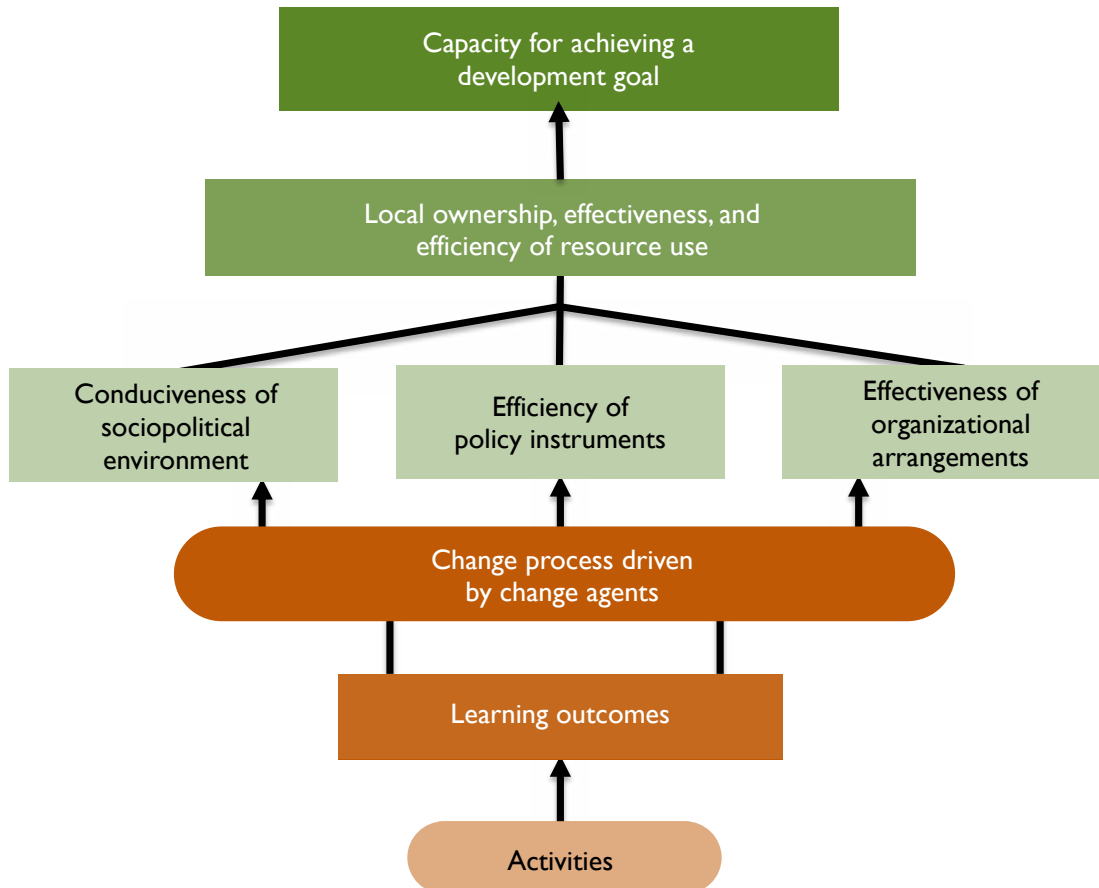 Capacity for achieving a
development goal
Local ownership, effectiveness, and
efficiency of resource use
Conduciveness of
sociopolitical
environment
Efficiency of
policy instruments
Effectiveness of
organizational
arrangements
Change process driven
by change agents
Learning outcomes
Activities